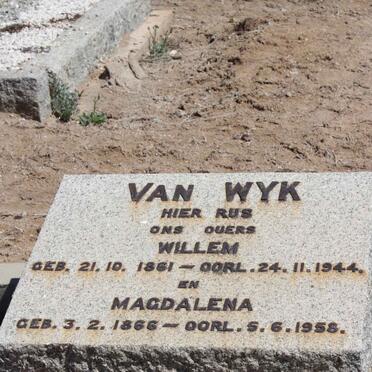 VAN WYK
HIER RUS
ONS OUERS
WILLEM
GEB. 21. 10. 1861 — OORL. 24. 11. 1944.
EN
MAGDALENA
GEB. 3. 2. 1866 — OORL. 5. 6. 1958.